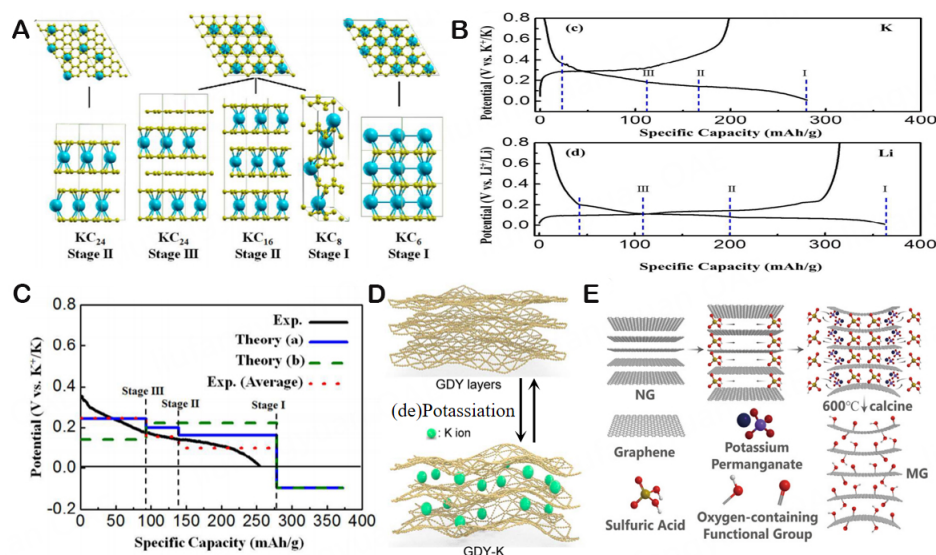 A
KC24
Stage II
KC24
Stage III
KC16
Stage II
KC8
Stage I
KC6
Stage I
B
Potential (V vs. K+/K)
0.8
0.6
0.4
0.2
0.0
(c)
K
III
II
I
0
100
200
300
400
Specific Capacity (mAh/g)
Potential (V vs. Li+/Li)
0.8
0.6
0.4
0.2
0.0
(d)
Li
III
II
I
0
100
200
300
400
Specific Capacity (mAh/g)
C
Potential (V vs. K+/K)
0.8
0.6
0.4
0.2
0.0
-0.2
Exp.
Theory (a)
Theory (b)
Exp. (Average)
Stage III
Stage II
Stage I
0 50 100 150 200 250 300 350 400
Specific Capacity (mAh/g)
D
GDY layers
(de)Potassiation
: K ion
GDY-K
E
NG
Graphene
Potassium
Permanganate
600℃ calcine
MG
Sulfuric Acid
Oxygen-containing
Functional Group